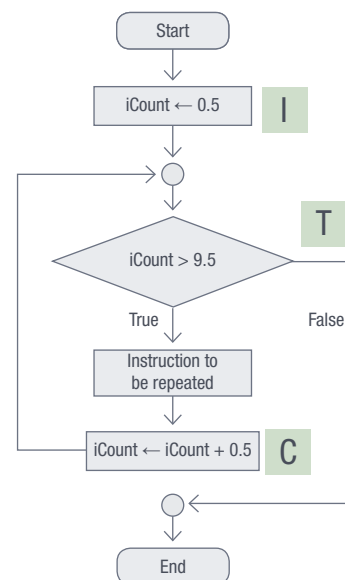 Start
iCount ← 0.5
I
iCount > 9.5
T
True
False
Instruction to
be repeated
iCount ← iCount + 0.5
C
End